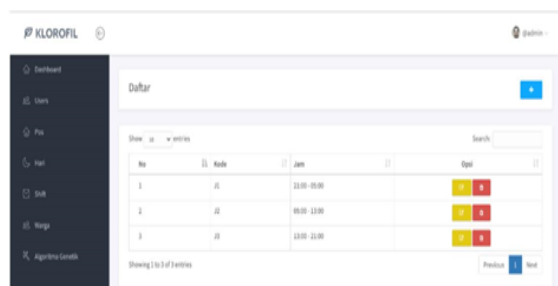 KLOROFIL
@admin
Dashboard
Users
Pos
Hari
Shift
Warga
Algoritma Genetik
Daftar
Show 10 entries
Search:
No Kode Jam Opsi
1 J1 21:00 - 05:00
2 J2 09:00 - 13:00
3 J3 13:00 - 21:00
Showing 1 to 3 of 3 entries
Previous 1 Next